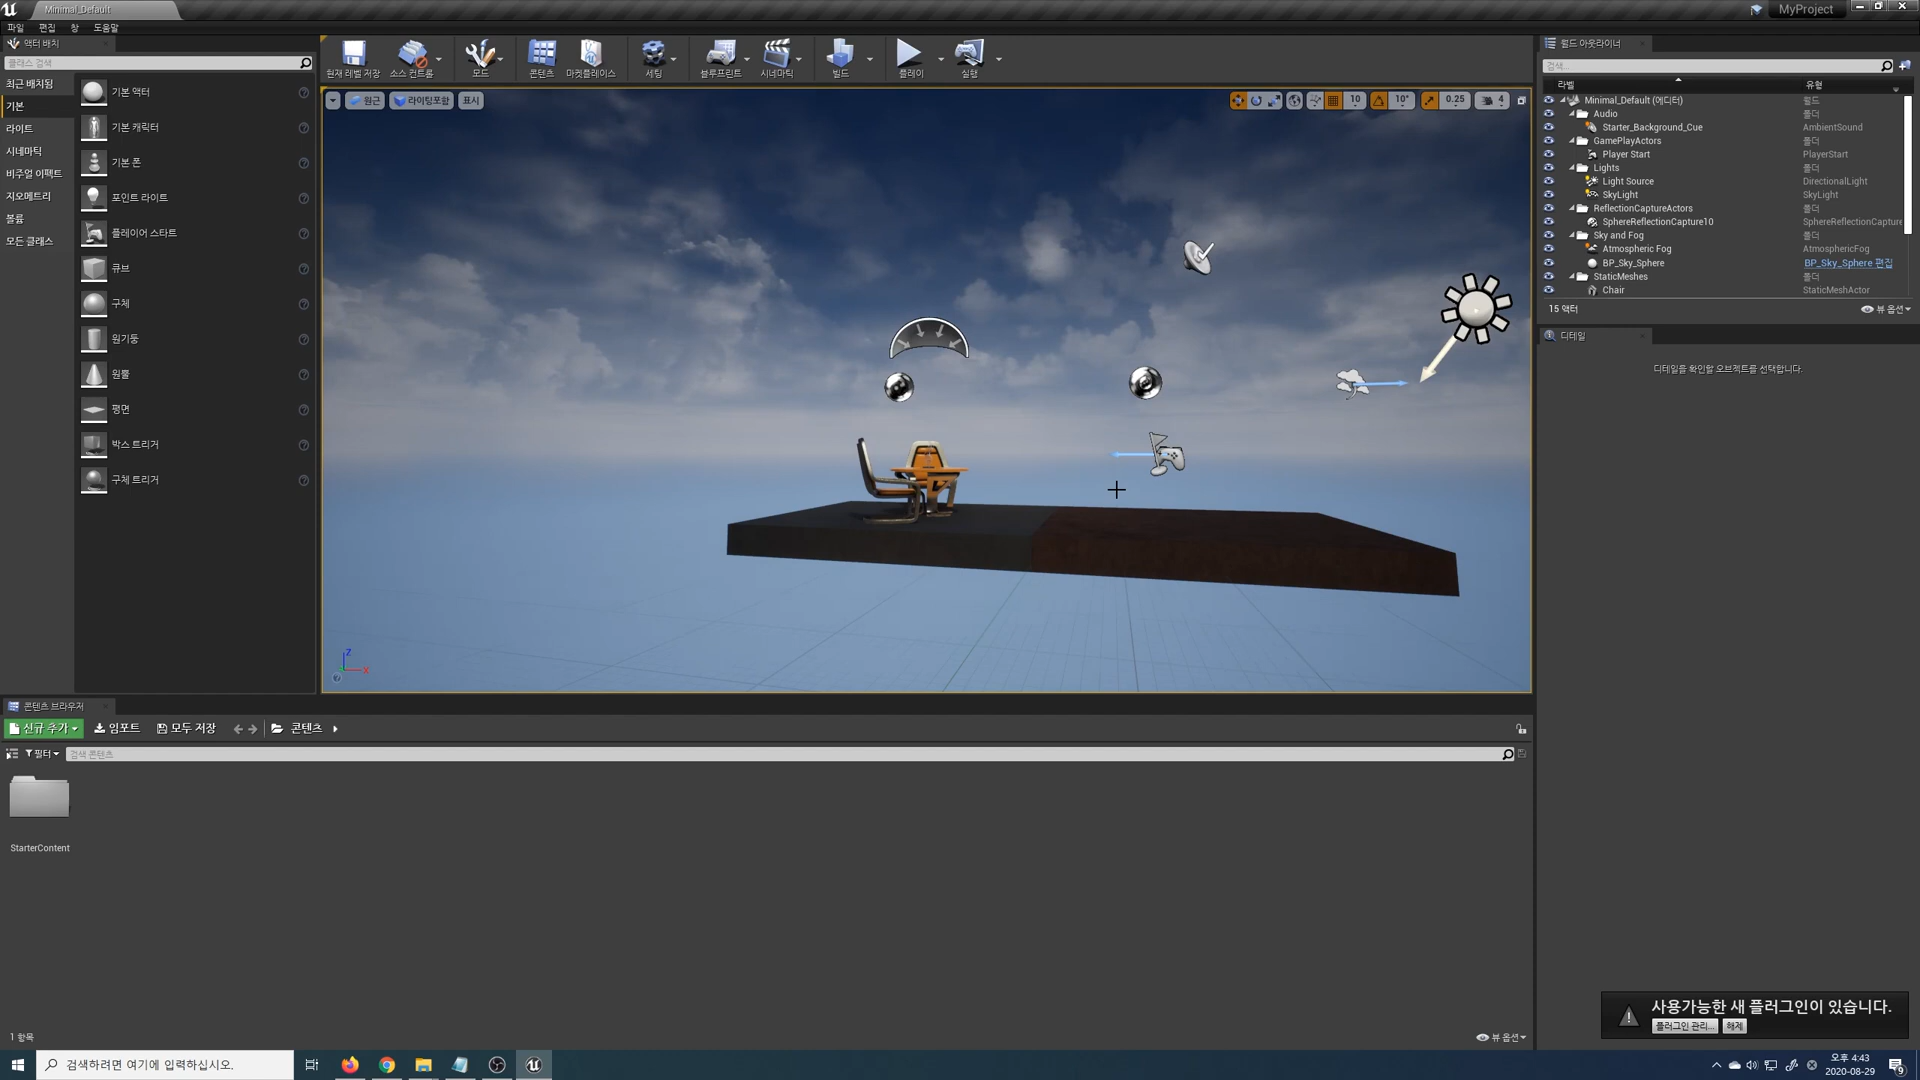 Minimal_Default
MyProject
파일 편집 창 도움말
액터 배치
클래스 검색
최근 배치됨
기본
라이트
시네마틱
비주얼 이펙트
지오메트리
볼륨
모든 클래스
기본 액터
기본 캐릭터
기본 폰
포인트 라이트
플레이어 스타트
큐브
구체
원기둥
원뿔
평면
박스 트리거
구체 트리거
현재 레벨 저장 소스 컨트롤 모드 콘텐츠 마켓플레이스 세팅 블루프린트 시네마틱 빌드 플레이 실행
원근 라이팅포함 표시
10 10° 0.25 4
Z
X
월드 아웃라이너
검색...
라벨 유형
Minimal_Default (에디터) 월드
Audio 폴더
Starter_Background_Cue AmbientSound
GamePlayActors 폴더
Player Start PlayerStart
Lights 폴더
Light Source DirectionalLight
SkyLight SkyLight
ReflectionCaptureActors 폴더
SphereReflectionCapture10 SphereReflectionCapture
Sky and Fog 폴더
Atmospheric Fog AtmosphericFog
BP_Sky_Sphere BP_Sky_Sphere 편집
StaticMeshes 폴더
Chair StaticMeshActor
15 액터
뷰 옵션
디테일
디테일을 확인할 오브젝트를 선택합니다.
콘텐츠 브라우저
신규 추가 임포트 모두 저장 콘텐츠
필터 검색 콘텐츠
StarterContent
1 항목
뷰 옵션
사용가능한 새 플러그인이 있습니다.
플러그인 관리... 해제
검색하려면 여기에 입력하십시오.
오후 4:43
2020-08-29
9